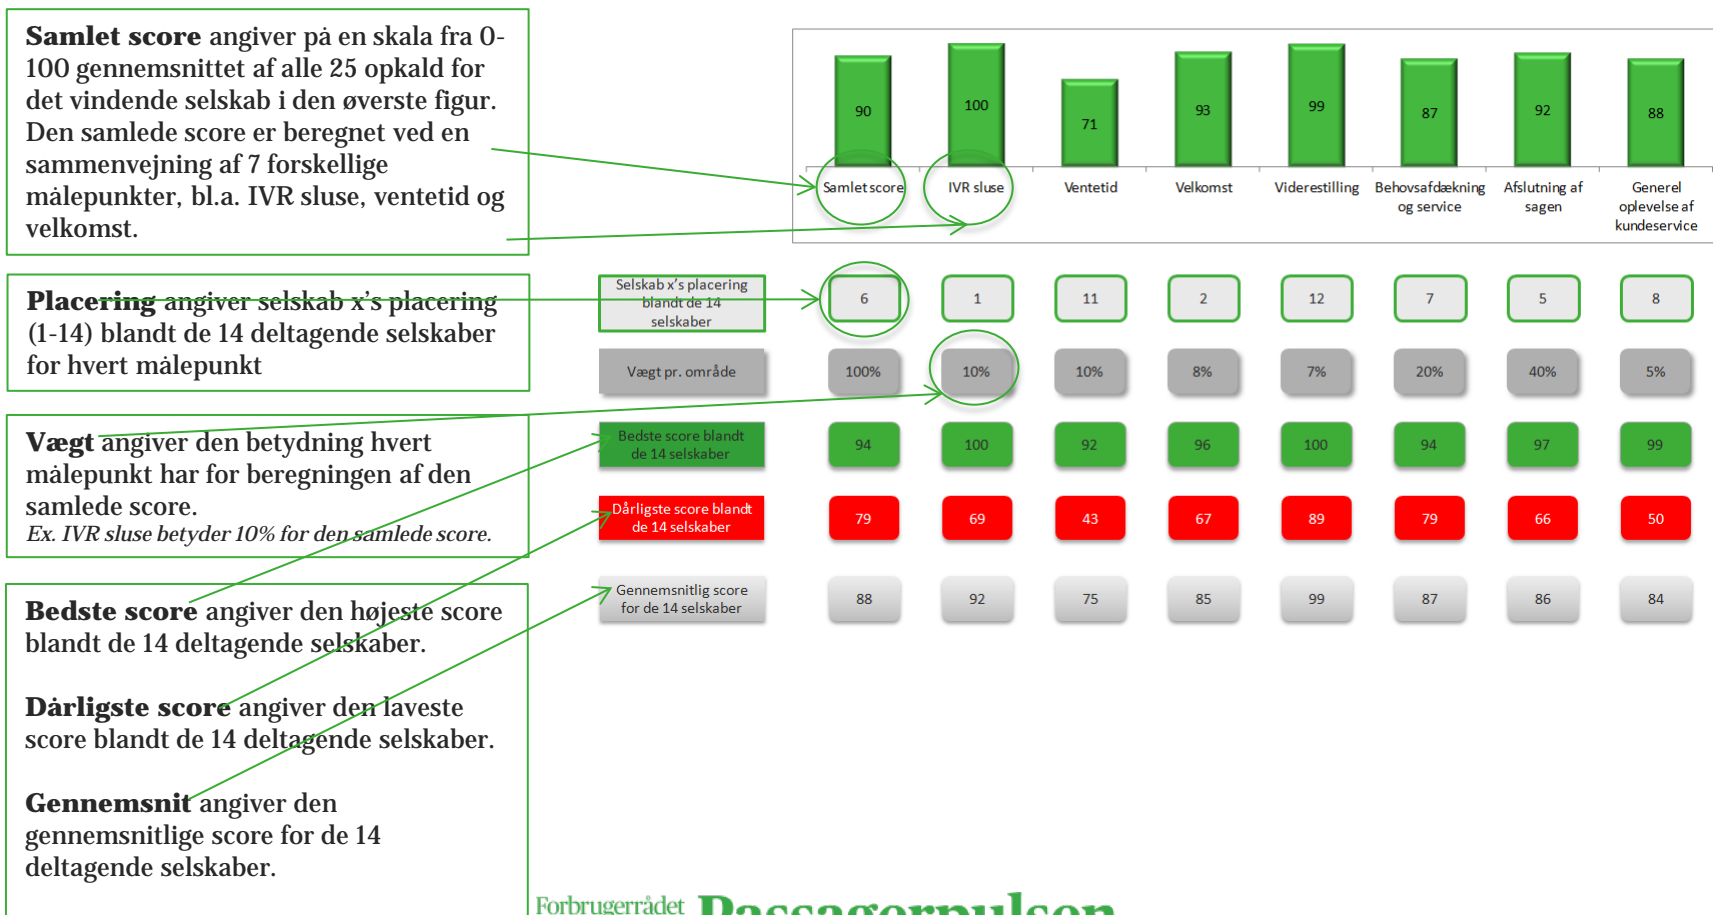 Samlet score angiver på en skala fra 0-
100 gennemsnittet af alle 25 opkald for
det vindende selskab i den øverste figur.
Den samlede score er beregnet ved en
sammenvejning af 7 forskellige
målepunkter, bl.a. IVR sluse, ventetid og
velkomst.
Placering angiver selskab x's placering
(1-14) blandt de 14 deltagende selskaber
for hvert målepunkt
Vægt angiver den betydning hvert
målepunkt har for beregningen af den
samlede score.
Ex. IVR sluse betyder 10% for den samlede score.
Bedste score angiver den højeste score
blandt de 14 deltagende selskaber.
Dårligste score angiver den laveste
score blandt de 14 deltagende selskaber.
Gennemsnit angiver den
gennemsnitlige score for de 14
deltagende selskaber.
90 100 71 93 99 87 92 88
Samlet score IVR sluse Ventetid Velkomst Viderestilling Behovsafdækning Afslutning af Generel
og service sagen oplevelse af
kundeservice
Selskab x's placering
blandt de 14
selskaber
6 1 11 2 12 7 5 8
Vægt pr. område 100% 10% 10% 8% 7% 20% 40% 5%
Bedste score blandt
de 14 selskaber
94 100 92 96 100 94 97 99
Dårligste score blandt
de 14 selskaber
79 69 43 67 89 79 66 50
Gennemsnitlig score
for de 14 selskaber
88 92 75 85 99 87 86 84
Forbrugerrådet Passagerpulsen